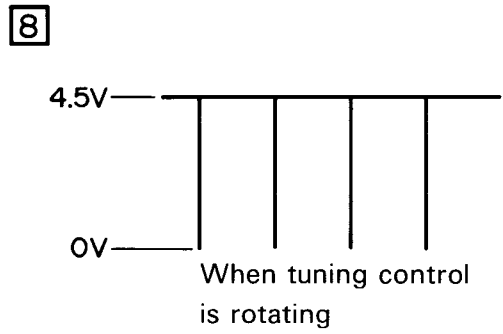 8
4.5V
0V
When tuning control
is rotating